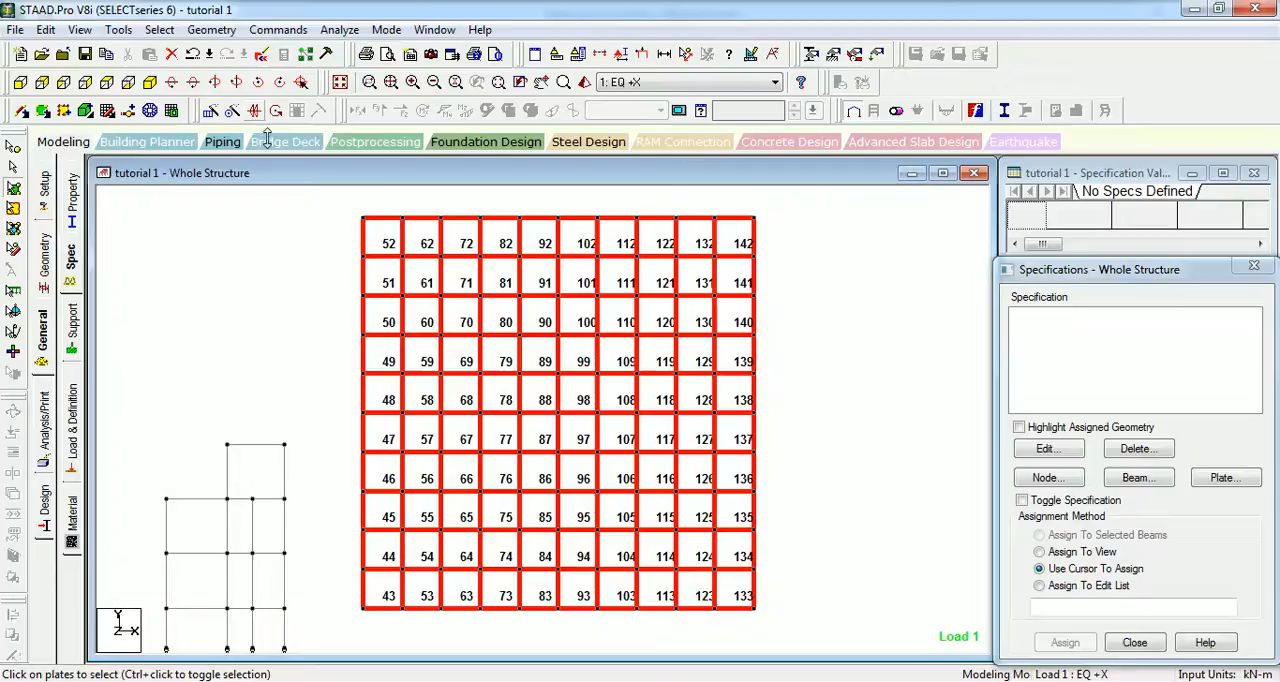 STAAD.Pro V8i (SELECTseries 6) - tutorial 1
File Edit View Tools Select Geometry Commands Analyze Mode Window Help
1: EQ +X
Modeling Building Planner Piping Bridge Deck Postprocessing Foundation Design Steel Design RAM Connection Concrete Design Advanced Slab Design Earthquake
Setup
Geometry
General
Analysis/Print
Design
Property
Spec
Support
Load & Definition
Material
tutorial 1 - Whole Structure
52 62 72 82 92 102 112 122 132 142
51 61 71 81 91 101 111 121 131 141
50 60 70 80 90 100 110 120 130 140
49 59 69 79 89 99 109 119 129 139
48 58 68 78 88 98 108 118 128 138
47 57 67 77 87 97 107 117 127 137
46 56 66 76 86 96 106 116 126 136
45 55 65 75 85 95 105 115 125 135
44 54 64 74 84 94 104 114 124 134
43 53 63 73 83 93 103 113 123 133
Y
Z X
Load 1
tutorial 1 - Specification Val...
No Specs Defined
Specifications - Whole Structure
Specification
Highlight Assigned Geometry
Edit... Delete...
Node... Beam... Plate...
Toggle Specification
Assignment Method
Assign To Selected Beams
Assign To View
Use Cursor To Assign
Assign To Edit List
Assign Close Help
Click on plates to select (Ctrl+click to toggle selection) Modeling Mo Load 1 : EQ +X Input Units: kN-m